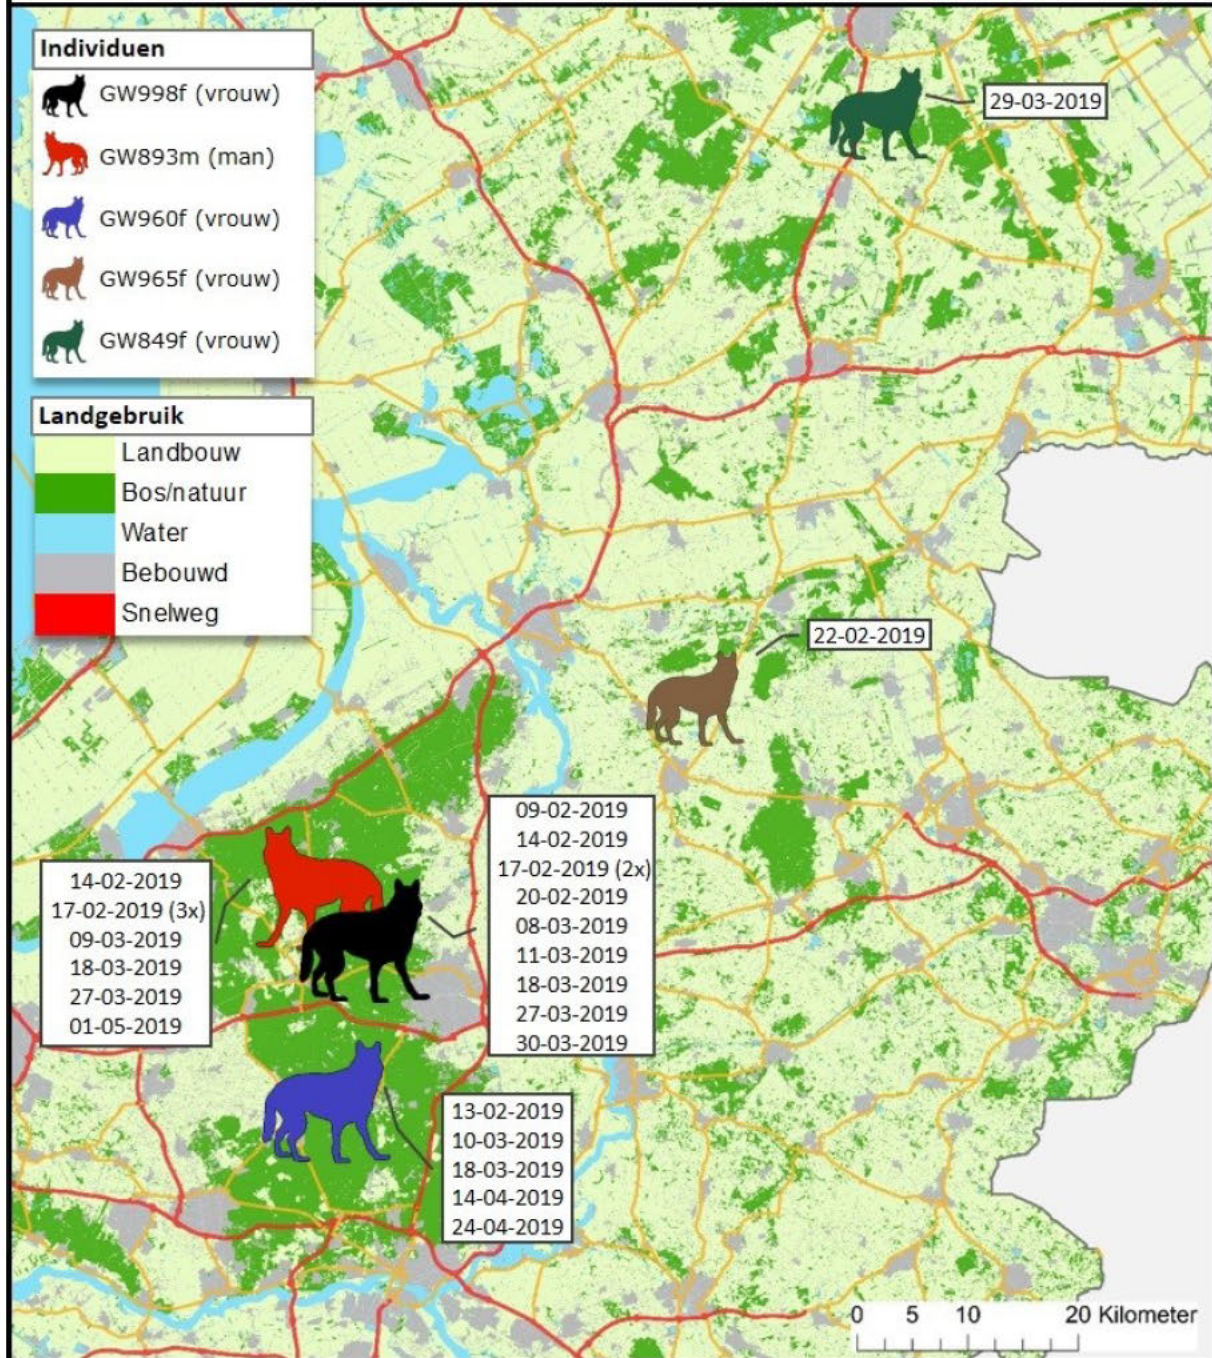 Individuen
GW998f (vrouw)
GW893m (man)
GW960f (vrouw)
GW965f (vrouw)
GW849f (vrouw)
Landgebruik
Landbouw
Bos/natuur
Water
Bebouwd
Snelweg
29-03-2019
22-02-2019
14-02-2019
17-02-2019 (3x)
09-03-2019
18-03-2019
27-03-2019
01-05-2019
09-02-2019
14-02-2019
17-02-2019 (2x)
20-02-2019
08-03-2019
11-03-2019
18-03-2019
27-03-2019
30-03-2019
13-02-2019
10-03-2019
18-03-2019
14-04-2019
24-04-2019
0 5 10 20 Kilometer